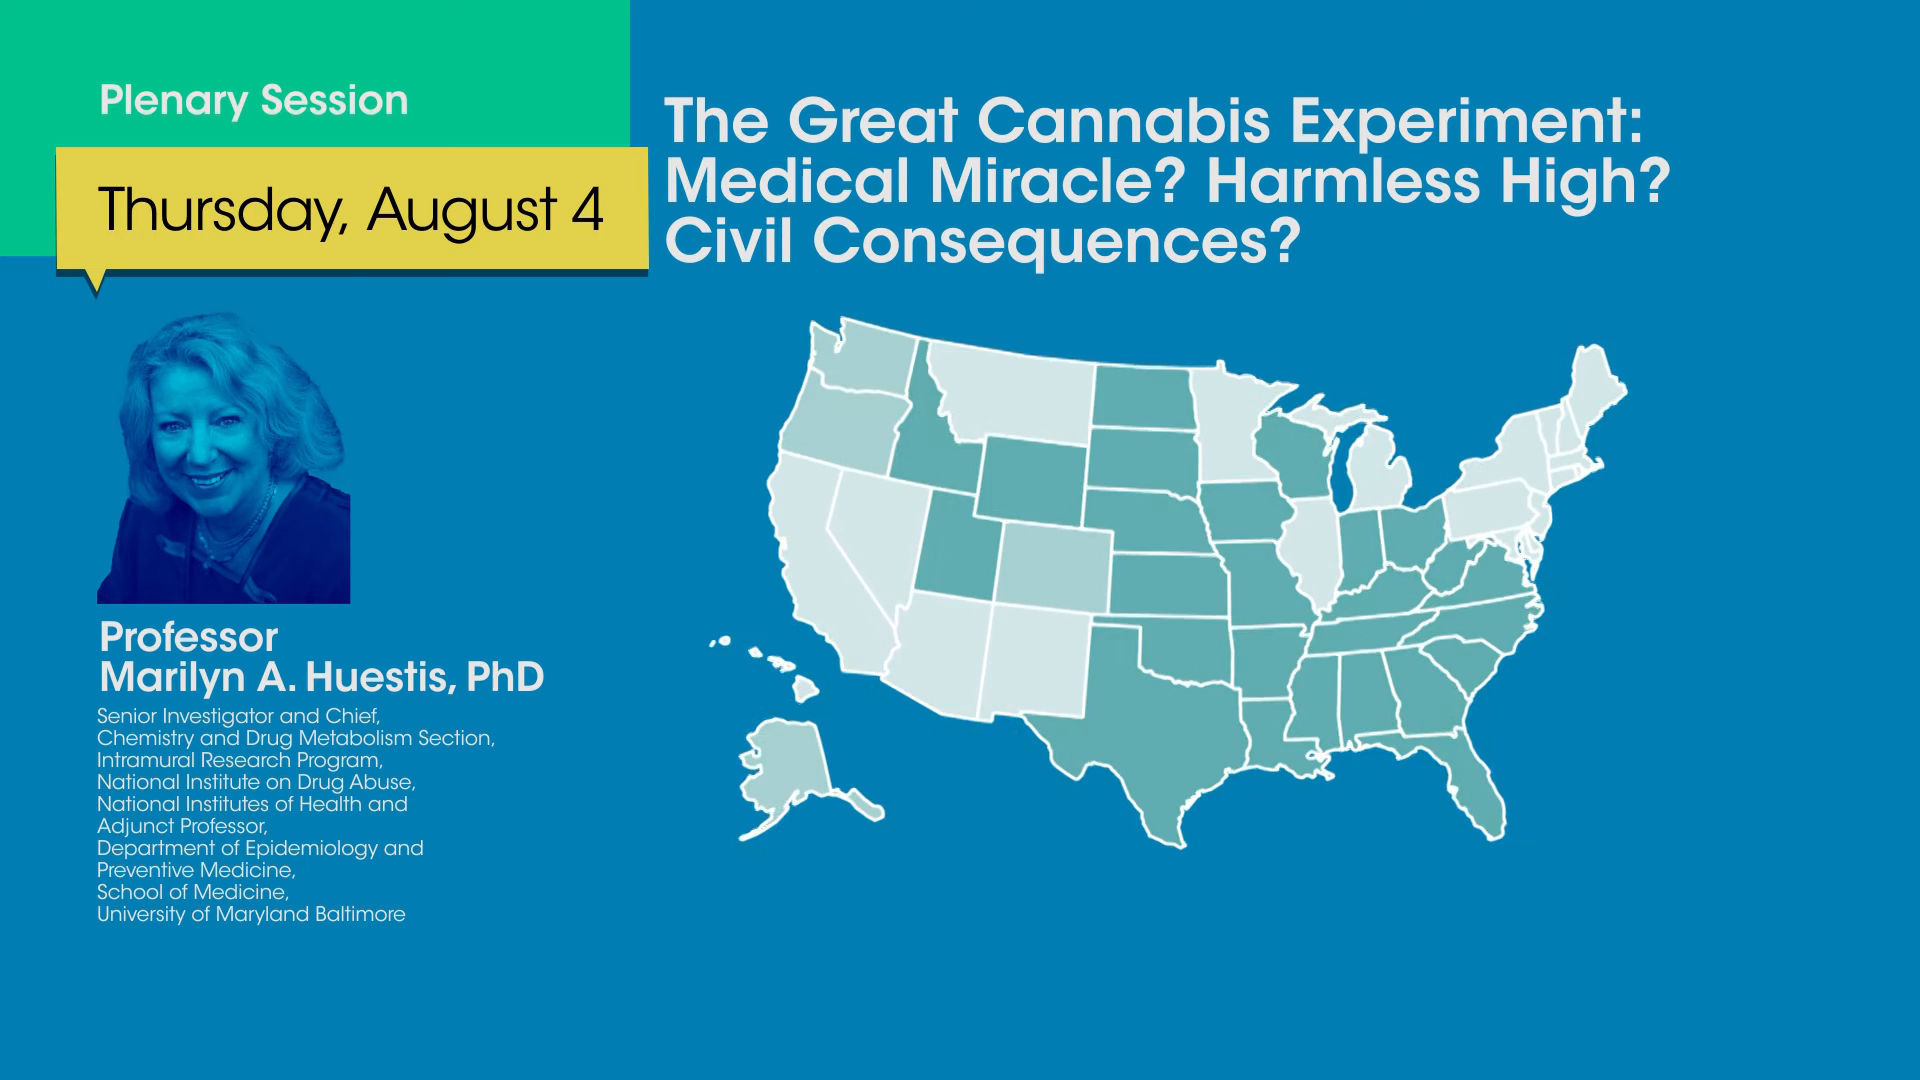 Plenary Session
Thursday, August 4
The Great Cannabis Experiment:
Medical Miracle? Harmless High?
Civil Consequences?
Professor
Marilyn A. Huestis, PhD
Senior Investigator and Chief,
Chemistry and Drug Metabolism Section,
Intramural Research Program,
National Institute on Drug Abuse,
National Institutes of Health and
Adjunct Professor,
Department of Epidemiology and
Preventive Medicine,
School of Medicine,
University of Maryland Baltimore